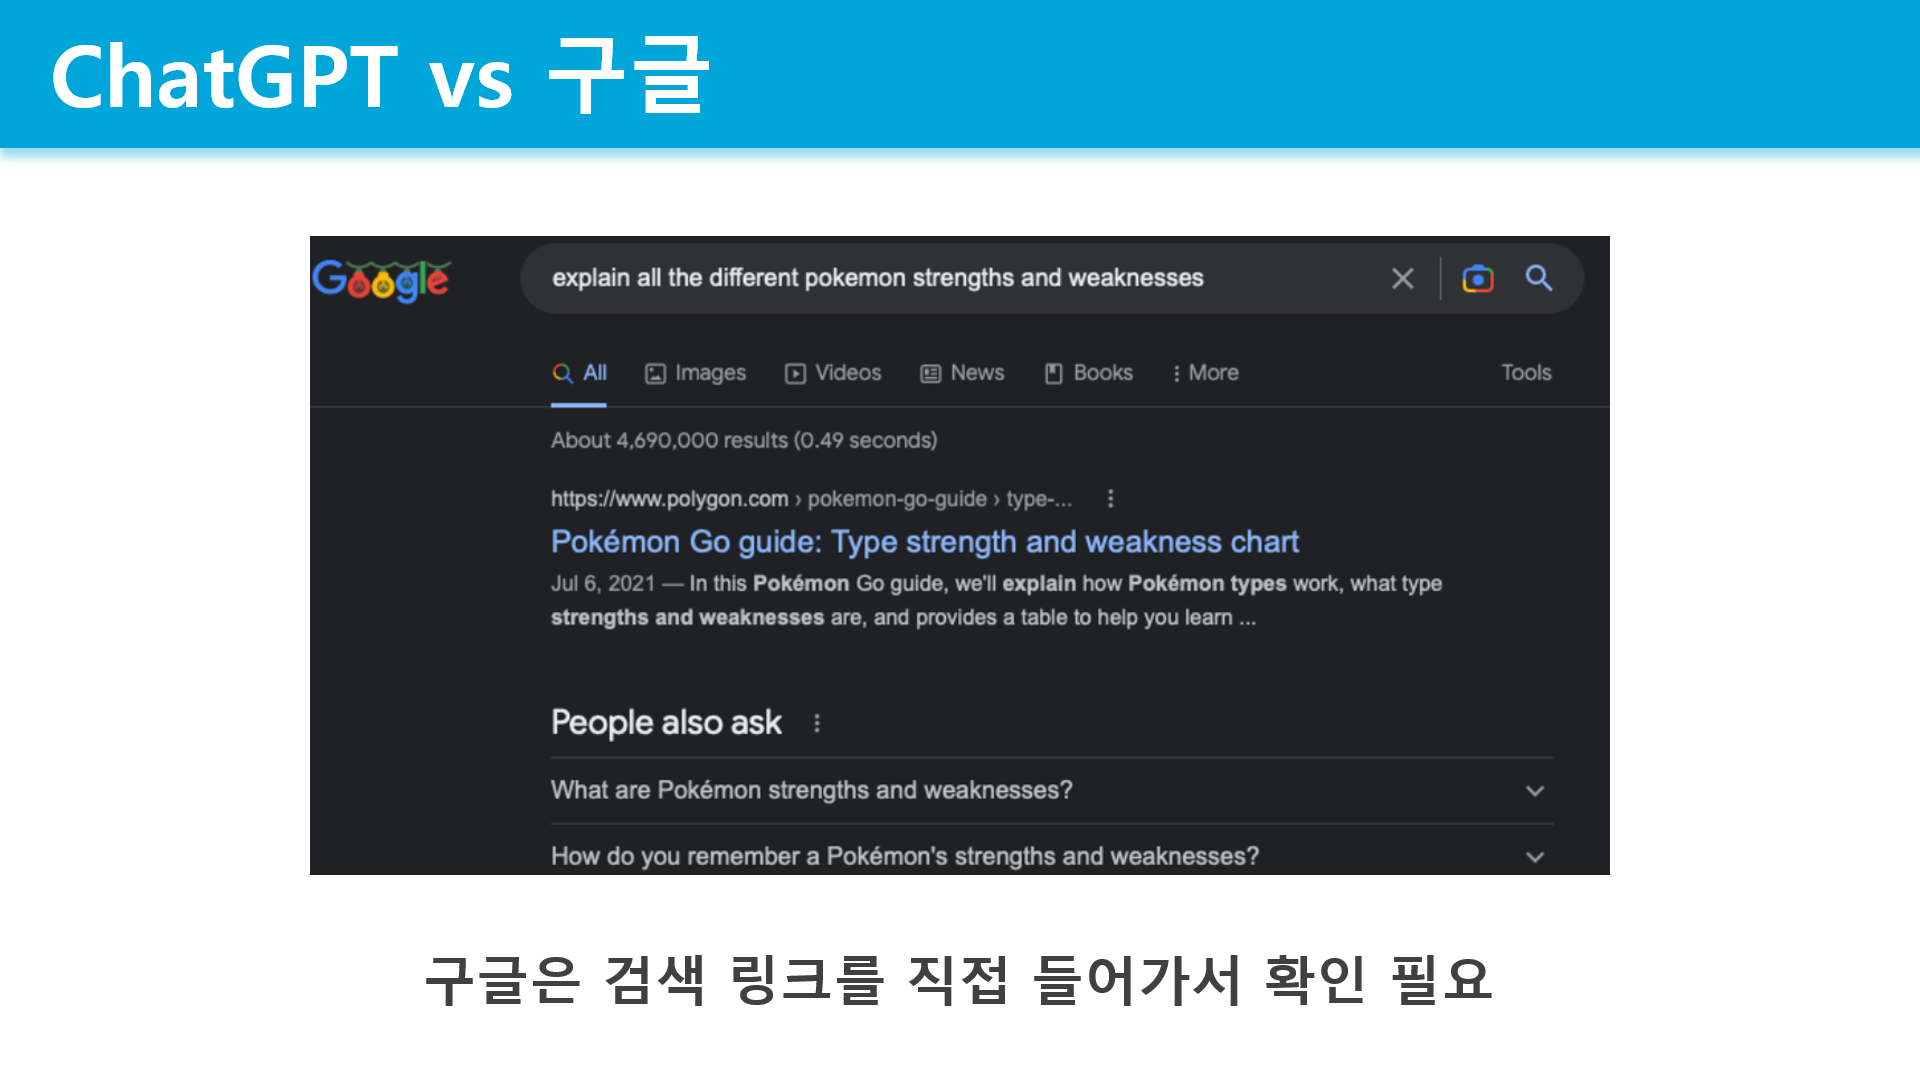 ChatGPT vs 구글
Google
explain all the different pokemon strengths and weaknesses
All Images Videos News Books More Tools
About 4,690,000 results (0.49 seconds)
https://www.polygon.com › pokemon-go-guide › type-...
Pokémon Go guide: Type strength and weakness chart
Jul 6, 2021 — In this Pokémon Go guide, we'll explain how Pokémon types work, what type
strengths and weaknesses are, and provides a table to help you learn ...
People also ask
What are Pokémon strengths and weaknesses?
How do you remember a Pokémon's strengths and weaknesses?
구글은 검색 링크를 직접 들어가서 확인 필요